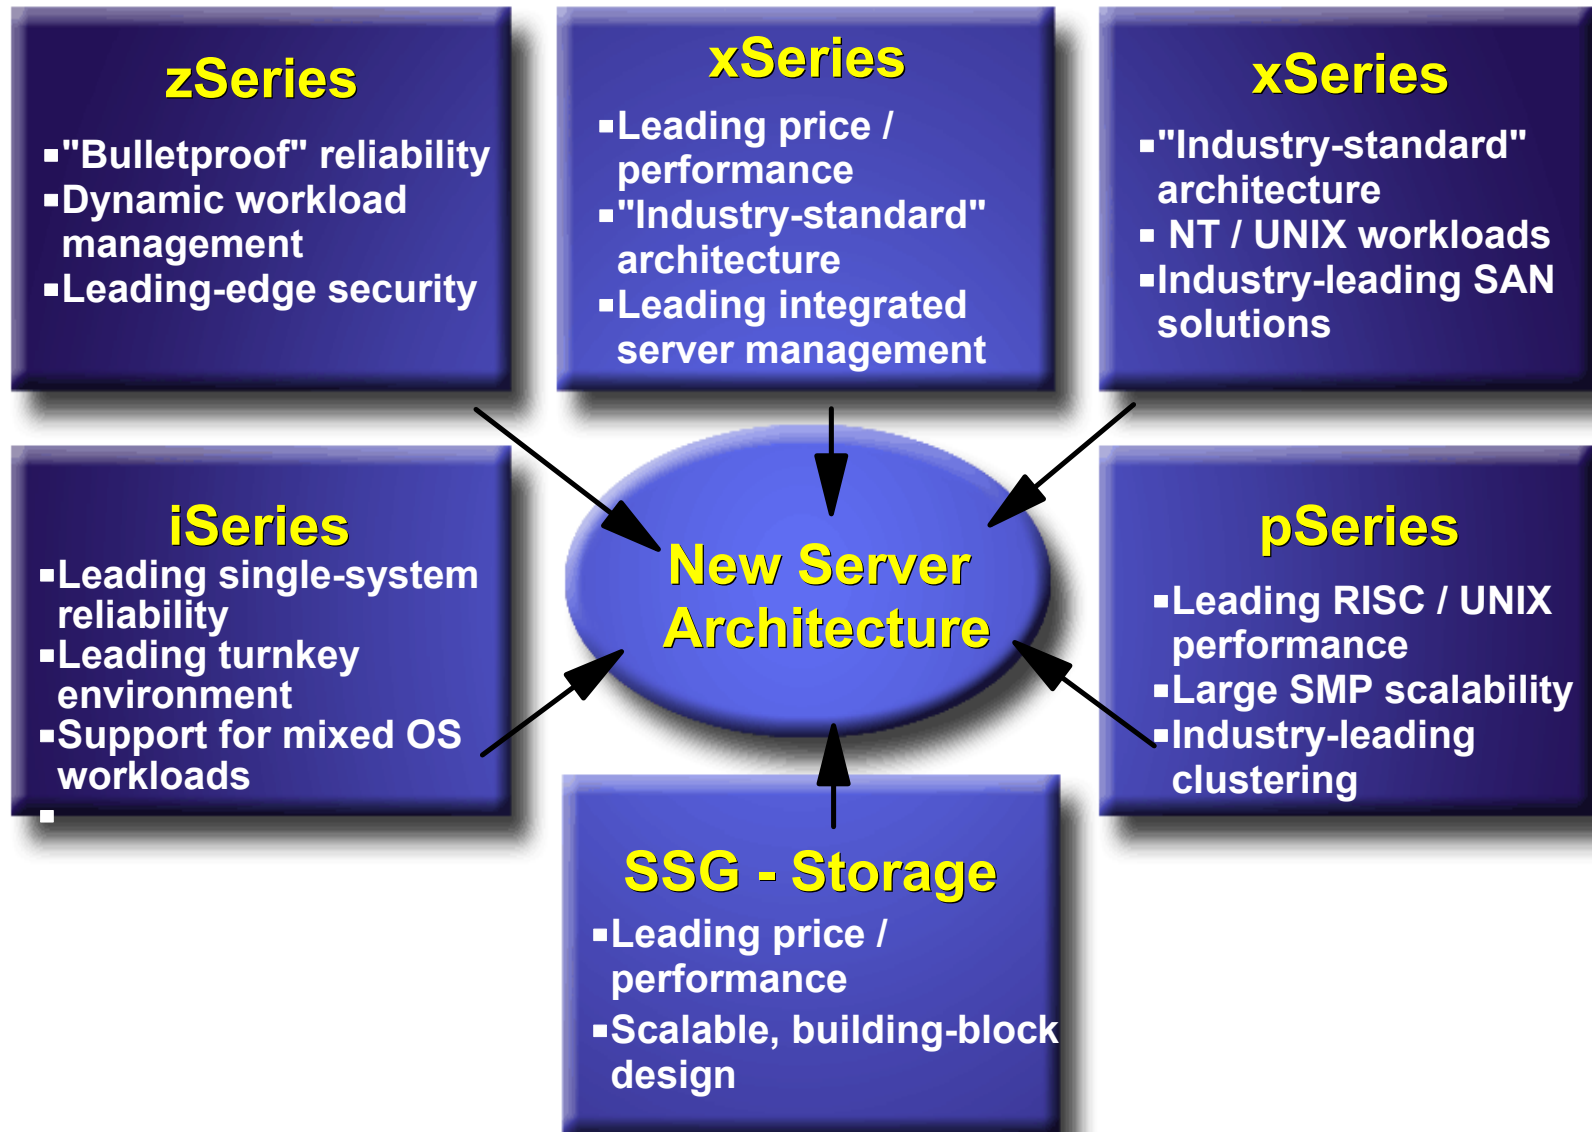 zSeries
"Bulletproof" reliability
Dynamic workload
management
Leading-edge security
xSeries
Leading price /
performance
"Industry-standard"
architecture
Leading integrated
server management
xSeries
"Industry-standard"
architecture
NT / UNIX workloads
Industry-leading SAN
solutions
iSeries
Leading single-system
reliability
Leading turnkey
environment
Support for mixed OS
workloads
New Server
Architecture
pSeries
Leading RISC / UNIX
performance
Large SMP scalability
Industry-leading
clustering
SSG - Storage
Leading price /
performance
Scalable, building-block
design